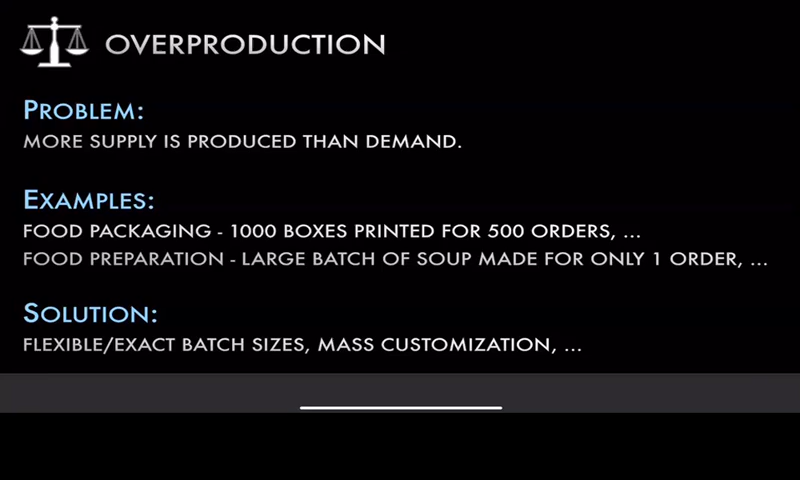 OVERPRODUCTION
PROBLEM:
MORE SUPPLY IS PRODUCED THAN DEMAND.
EXAMPLES:
FOOD PACKAGING - 1000 BOXES PRINTED FOR 500 ORDERS, ...
FOOD PREPARATION - LARGE BATCH OF SOUP MADE FOR ONLY 1 ORDER, ...
SOLUTION:
FLEXIBLE/EXACT BATCH SIZES, MASS CUSTOMIZATION, ...